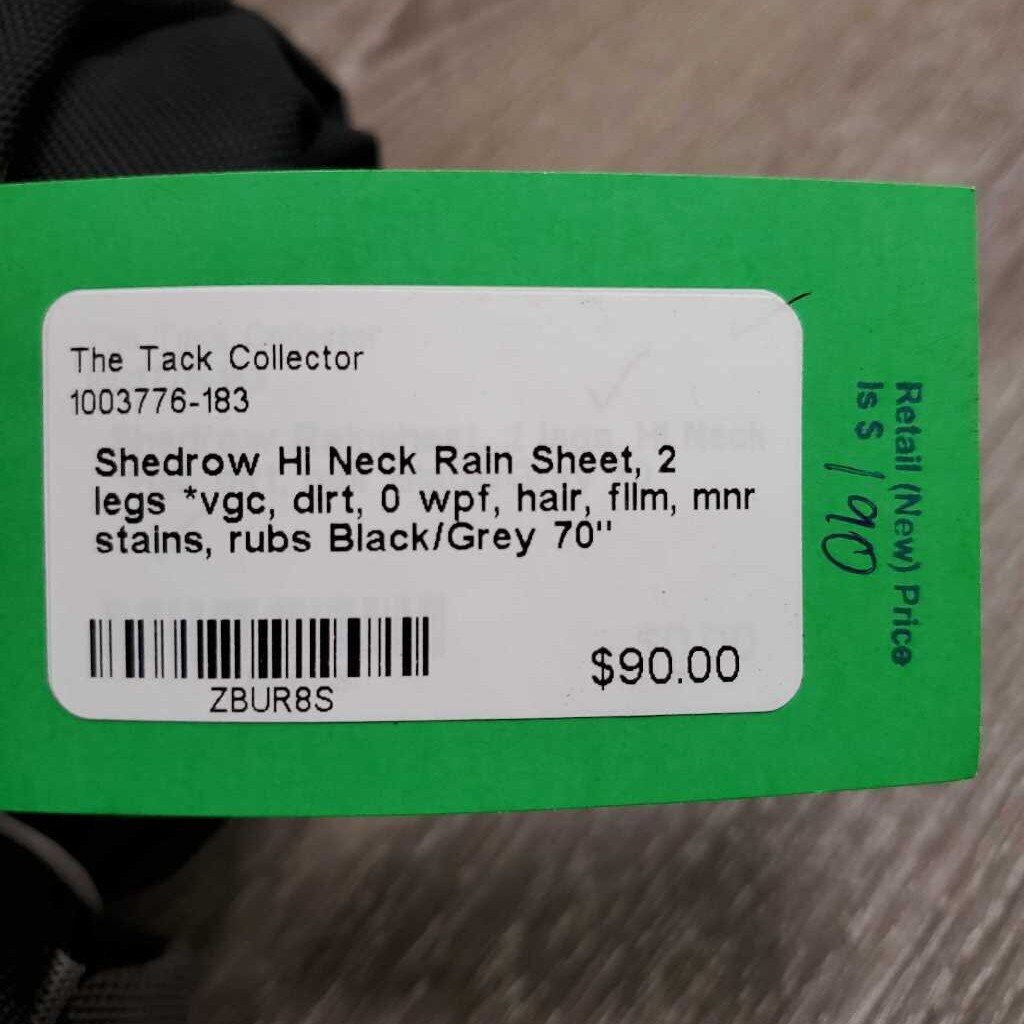 The Tack Collector
1003776-183
Shedrow HI Neck Rain Sheet, 2
legs *vgc, dirt, 0 wpf, hair, film, mnr
stains, rubs Black/Grey 70"
ZBUR8S
$90.00
Retail (New) Price
Is $ 190